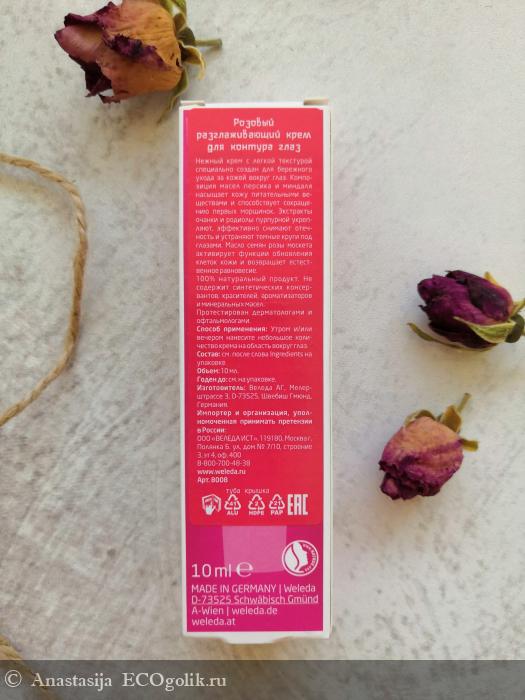 Розовый
разглаживающий крем
для контура глаз
Нежный крем с легкой текстурой
специально создан для бережного
ухода за кожей вокруг глаз. Компо-
зиция масел персика и миндаля
насыщает кожу питательными ве-
ществами и способствует сокраще-
нию первых морщинок. Экстракты
очанки и родиолы пурпурной укреп-
ляют, эффективно снимают отеч-
ность и устраняют темные круги под
глазами. Масло семян розы москета
активирует функции обновления
клеток кожи и возвращает естест-
венное равновесие.
100% натуральный продукт. Не
содержит синтетических консер-
вантов, красителей, ароматизаторов
и минеральных масел.
Протестирован дерматологами и
офтальмологами.
Способ применения: Утром и/или
вечером нанесите небольшое коли-
чество крема на область вокруг глаз.
Состав: см. после слова Ingredients на
упаковке
Объем: 10 мл.
Годен до: см. на упаковке.
Изготовитель: Веледа АГ, Мелер-
штрассе 3, D-73525, Швебиш Гмюнд,
Германия.
Импортер и организация, упол-
номоченная принимать претензии
в России:
ООО «ВЕЛЕДА ИСТ», 119180, Москва г,
Полянка Б. ул, дом № 7/10, строение
3, эт 4, оф. 400
8-800-700-48-38
www.weleda.ru
Арт. 8008
туба крышка
41 2 21
ALU HDPE PAP EAC
10 ml e
MADE IN GERMANY | Weleda
D-73525 Schwäbisch Gmünd
A-Wien | weleda.de
weleda.at
© Anastasija ECOgolik.ru